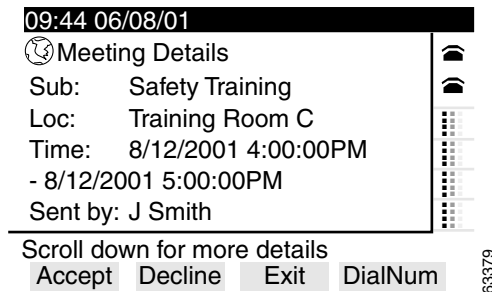 09:44 06/08/01
Meeting Details
Sub: Safety Training
Loc: Training Room C
Time: 8/12/2001 4:00:00PM
- 8/12/2001 5:00:00PM
Sent by: J Smith
Scroll down for more details
Accept Decline Exit DialNum
63379